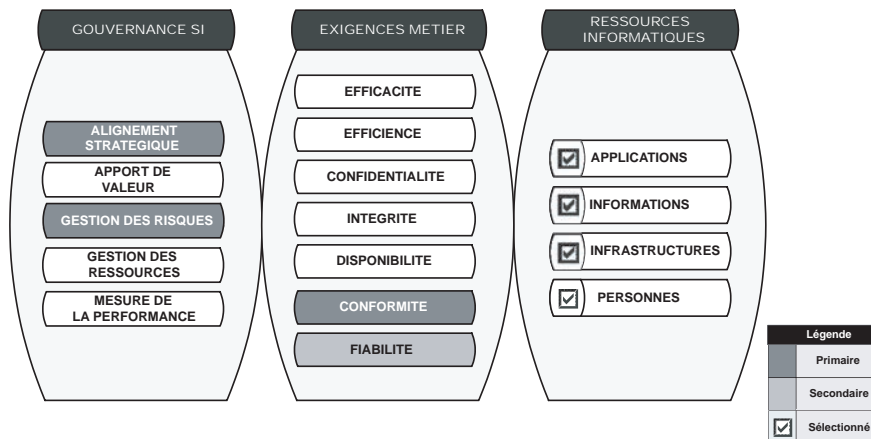 GOUVERNANCE SI
ALIGNEMENT
STRATEGIQUE
APPORT DE
VALEUR
GESTION DES RISQUES
GESTION DES
RESSOURCES
MESURE DE
LA PERFORMANCE
EXIGENCES METIER
EFFICACITE
EFFICIENCE
CONFIDENTIALITE
INTEGRITE
DISPONIBILITE
CONFORMITE
FIABILITE
RESSOURCES
INFORMATIQUES
APPLICATIONS
INFORMATIONS
INFRASTRUCTURES
PERSONNES
Légende
Primaire
Secondaire
Sélectionné